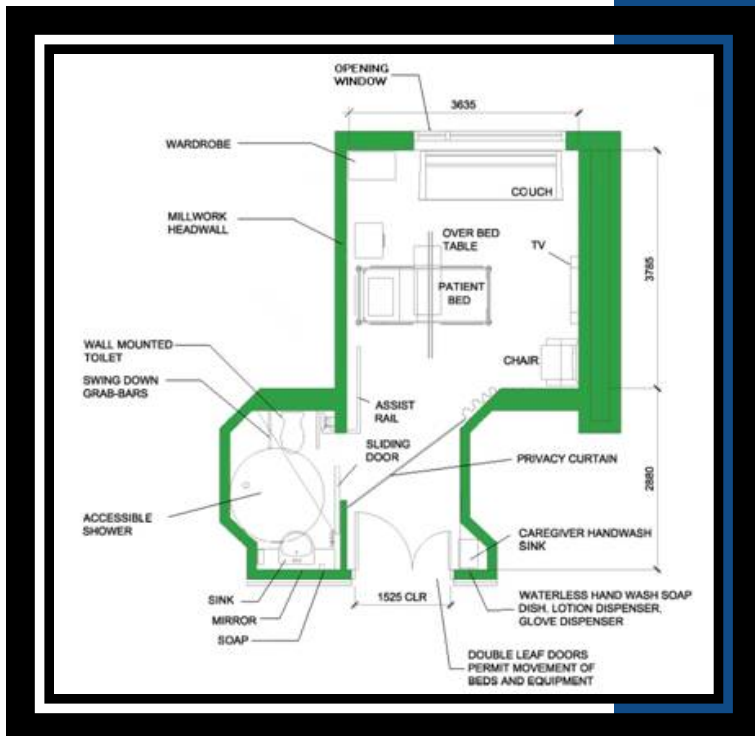 OPENING
WINDOW
3635
WARDROBE
COUCH
MILLWORK
HEADWALL
OVER BED
TABLE
TV
3785
PATIENT
BED
WALL MOUNTED
TOILET
CHAIR
SWING DOWN
GRAB-BARS
ASSIST
RAIL
SLIDING
DOOR
PRIVACY CURTAIN
2880
ACCESSIBLE
SHOWER
CAREGIVER HANDWASH
SINK
SINK
1525 CLR
WATERLESS HAND WASH SOAP
DISH, LOTION DISPENSER,
GLOVE DISPENSER
MIRROR
SOAP
DOUBLE LEAF DOORS
PERMIT MOVEMENT OF
BEDS AND EQUIPMENT